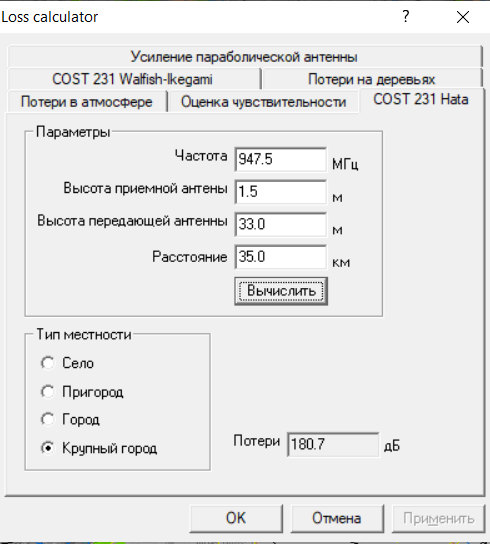 Loss calculator
?
Усиление параболической антенны
COST 231 Walfish-Ikegami
Потери на деревьях
Потери в атмосфере
Оценка чувствительности
COST 231 Hata
Параметры
Частота 947.5 МГц
Высота приемной антены 1.5 м
Высота передающей антенны 33.0 м
Расстояние 35.0 км
Вычислить
Тип местности
Село
Пригород
Город
Крупный город
Потери 180.7 дБ
OK
Отмена
Применить